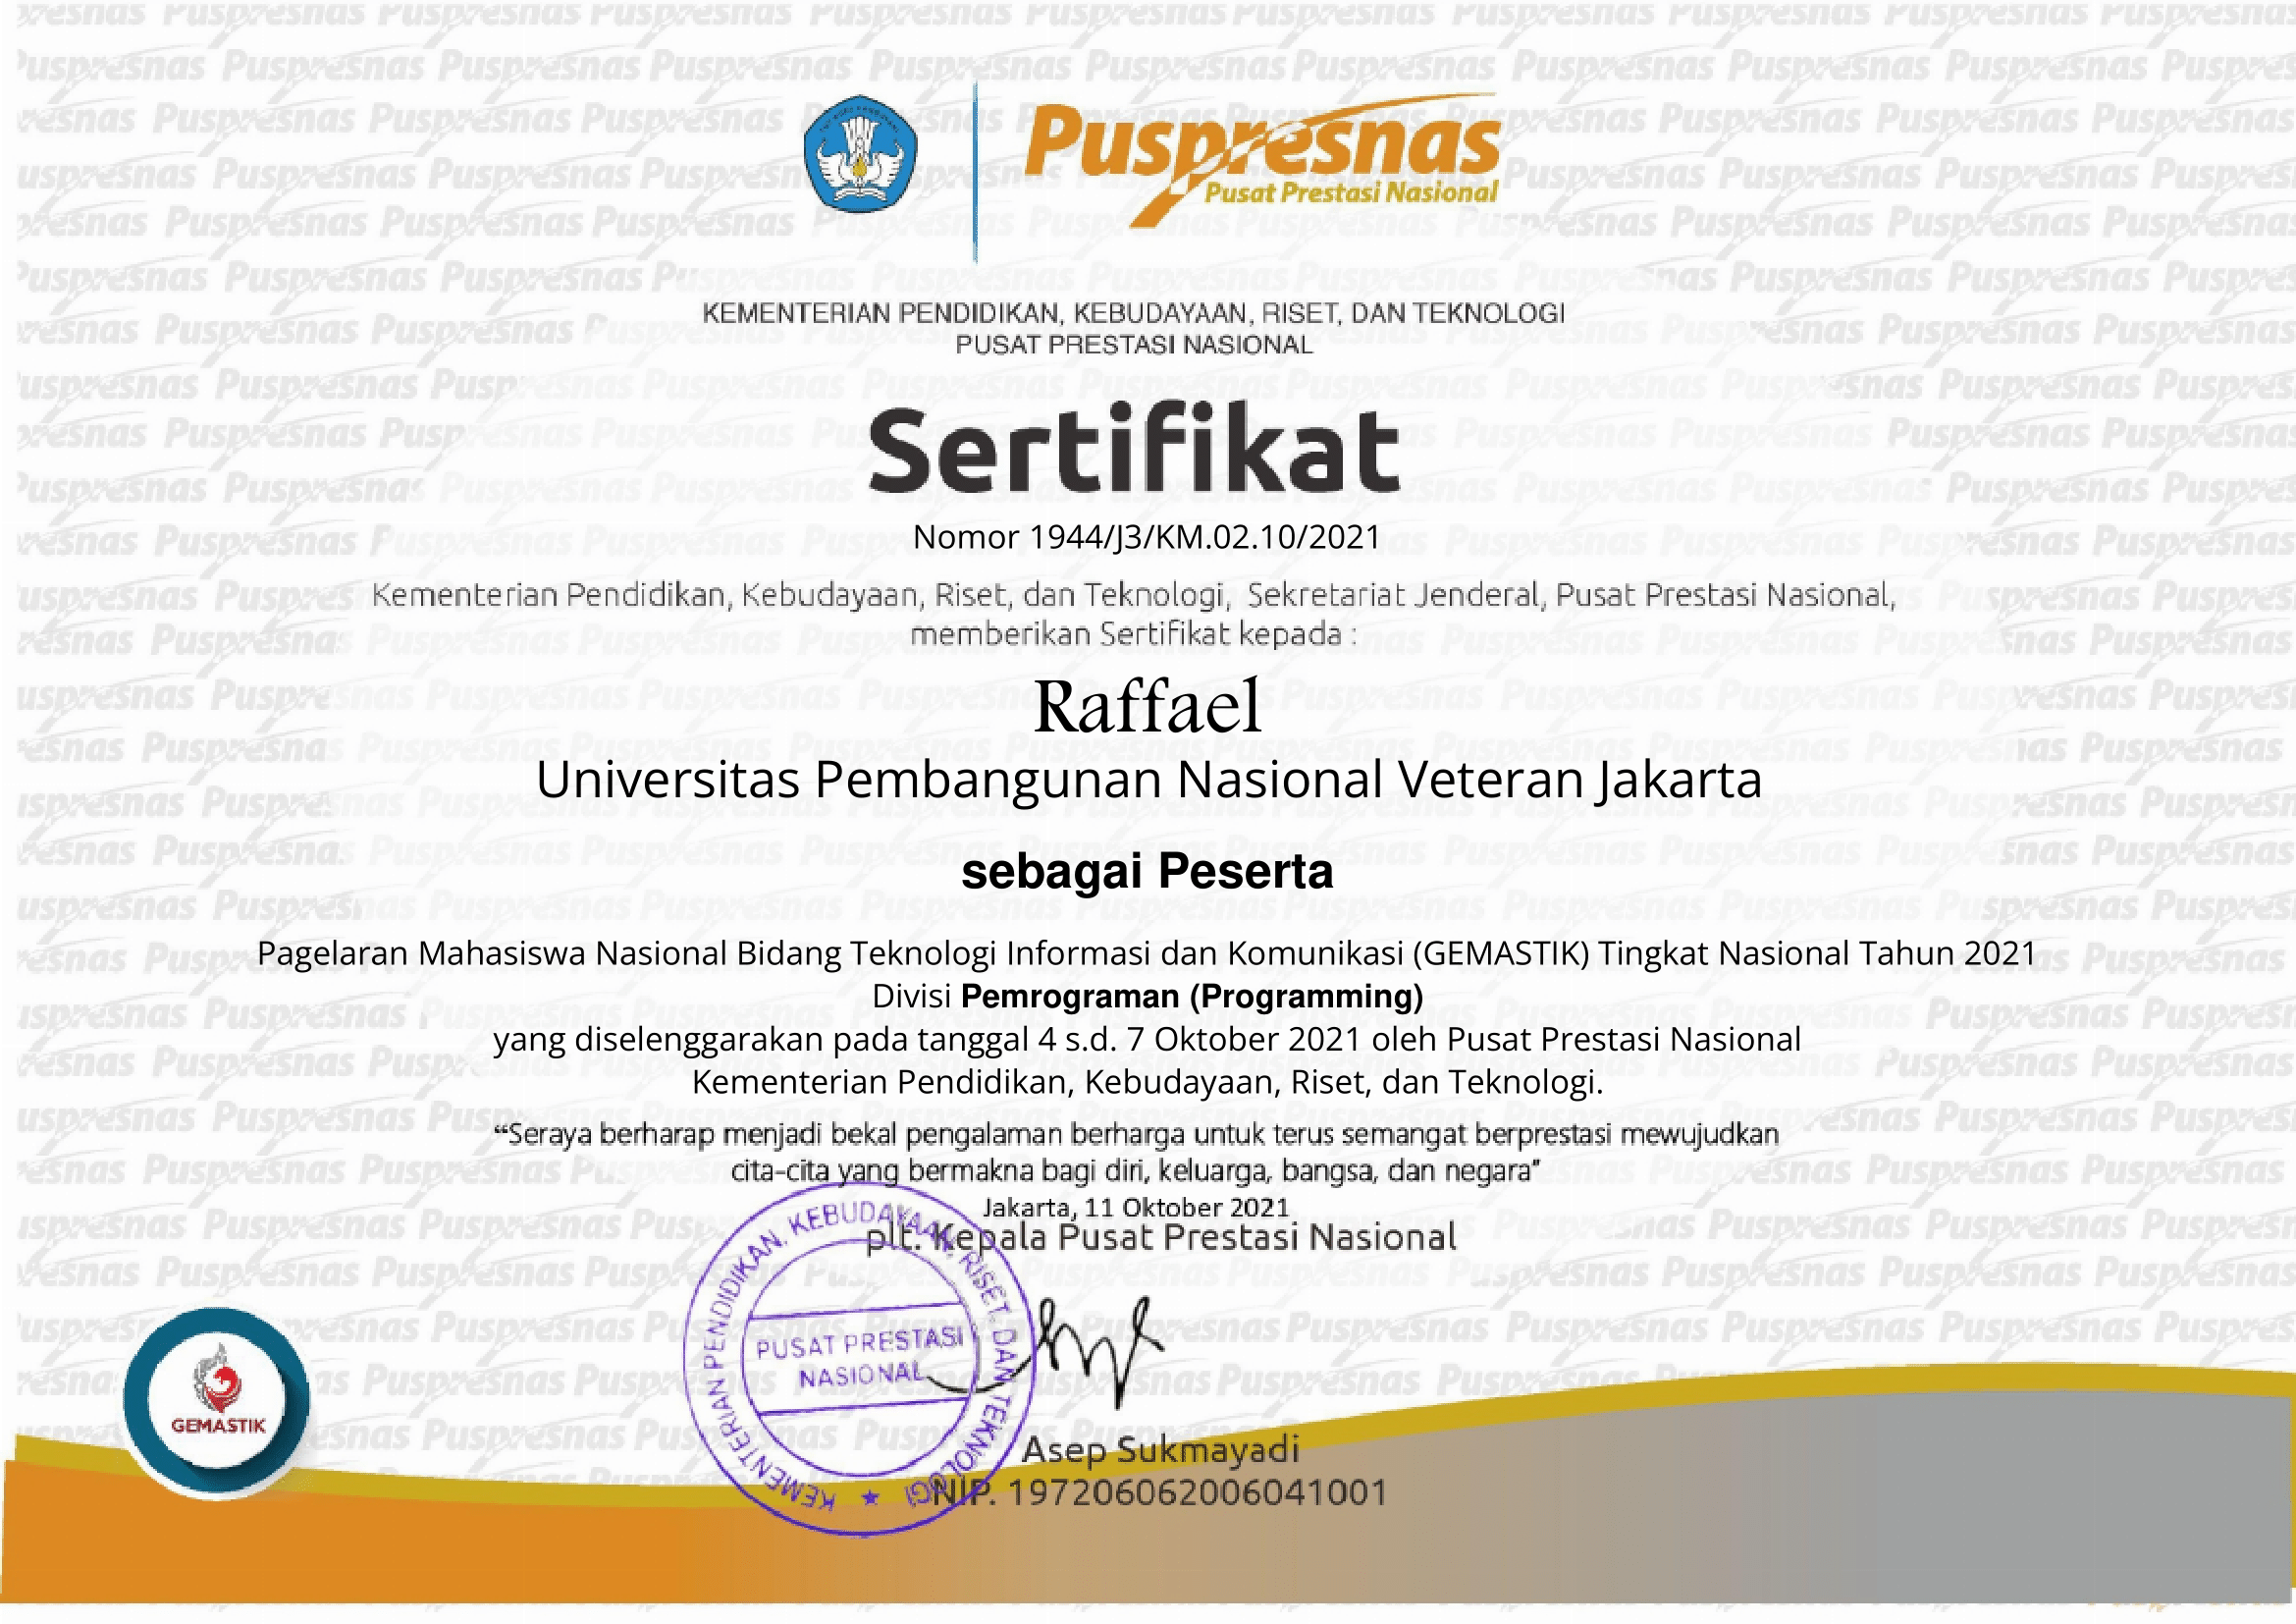 Puspresnas
Pusat Prestasi Nasional
KEMENTERIAN PENDIDIKAN, KEBUDAYAAN, RISET, DAN TEKNOLOGI
PUSAT PRESTASI NASIONAL
Sertifikat
Nomor 1944/J3/KM.02.10/2021
Kementerian Pendidikan, Kebudayaan, Riset, dan Teknologi, Sekretariat Jenderal, Pusat Prestasi Nasional,
memberikan Sertifikat kepada :
Raffael
Universitas Pembangunan Nasional Veteran Jakarta
sebagai Peserta
Pagelaran Mahasiswa Nasional Bidang Teknologi Informasi dan Komunikasi (GEMASTIK) Tingkat Nasional Tahun 2021
Divisi Pemrograman (Programming)
yang diselenggarakan pada tanggal 4 s.d. 7 Oktober 2021 oleh Pusat Prestasi Nasional
Kementerian Pendidikan, Kebudayaan, Riset, dan Teknologi.
“Seraya berharap menjadi bekal pengalaman berharga untuk terus semangat berprestasi mewujudkan
cita-cita yang bermakna bagi diri, keluarga, bangsa, dan negara”
Jakarta, 11 Oktober 2021
plt. Kepala Pusat Prestasi Nasional
KEMENTERIAN PENDIDIKAN, KEBUDAYAAN, RISET, DAN TEKNOLOGI
PUSAT PRESTASI
NASIONAL
GEMASTIK
Asep Sukmayadi
NIP. 197206062006041001